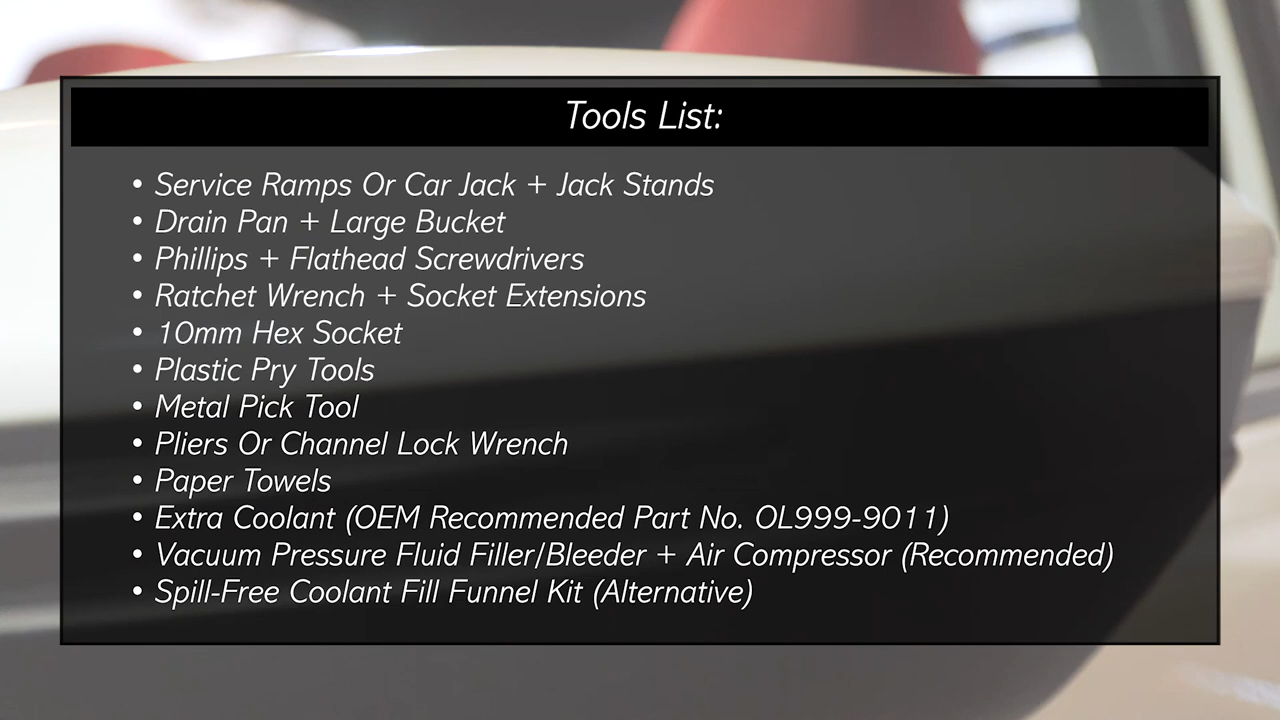 Tools List:
• Service Ramps Or Car Jack + Jack Stands
• Drain Pan + Large Bucket
• Phillips + Flathead Screwdrivers
• Ratchet Wrench + Socket Extensions
• 10mm Hex Socket
• Plastic Pry Tools
• Metal Pick Tool
• Pliers Or Channel Lock Wrench
• Paper Towels
• Extra Coolant (OEM Recommended Part No. OL999-9011)
• Vacuum Pressure Fluid Filler/Bleeder + Air Compressor (Recommended)
• Spill-Free Coolant Fill Funnel Kit (Alternative)